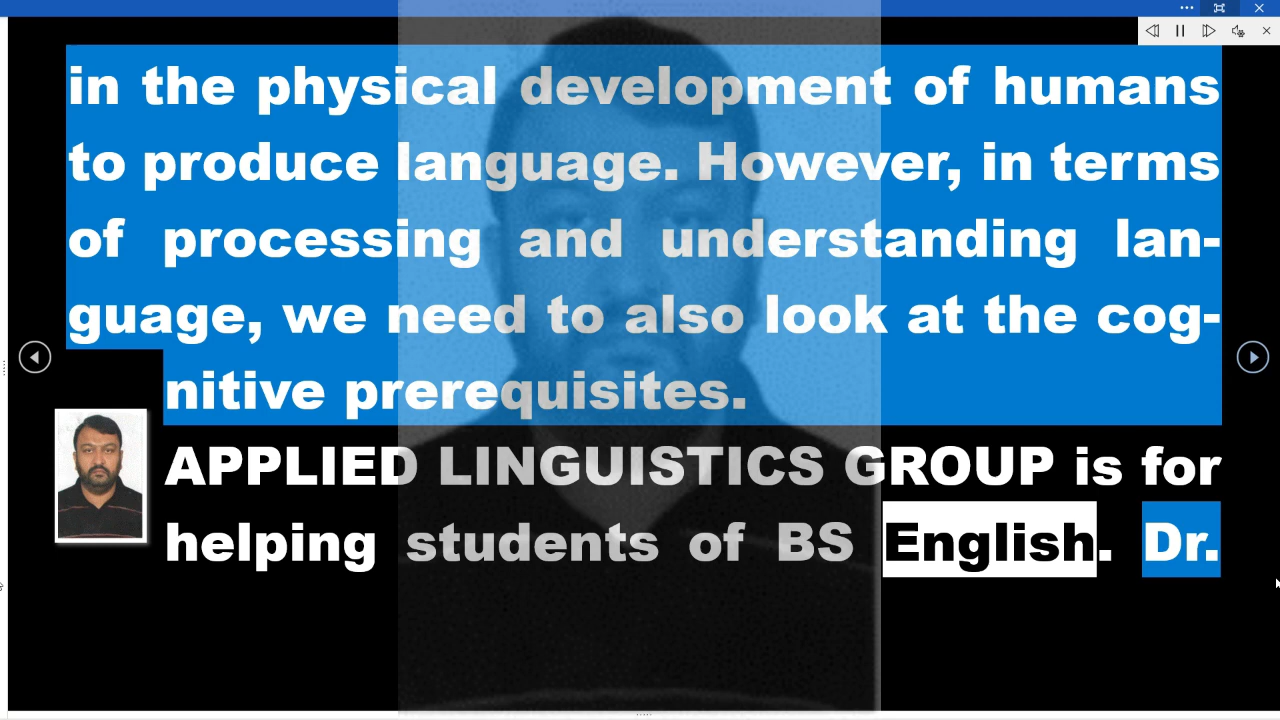 in the physical development of humans
to produce language. However, in terms
of processing and understanding lan-
guage, we need to also look at the cog-
nitive prerequisites.
APPLIED LINGUISTICS GROUP is for
helping students of BS English. Dr.